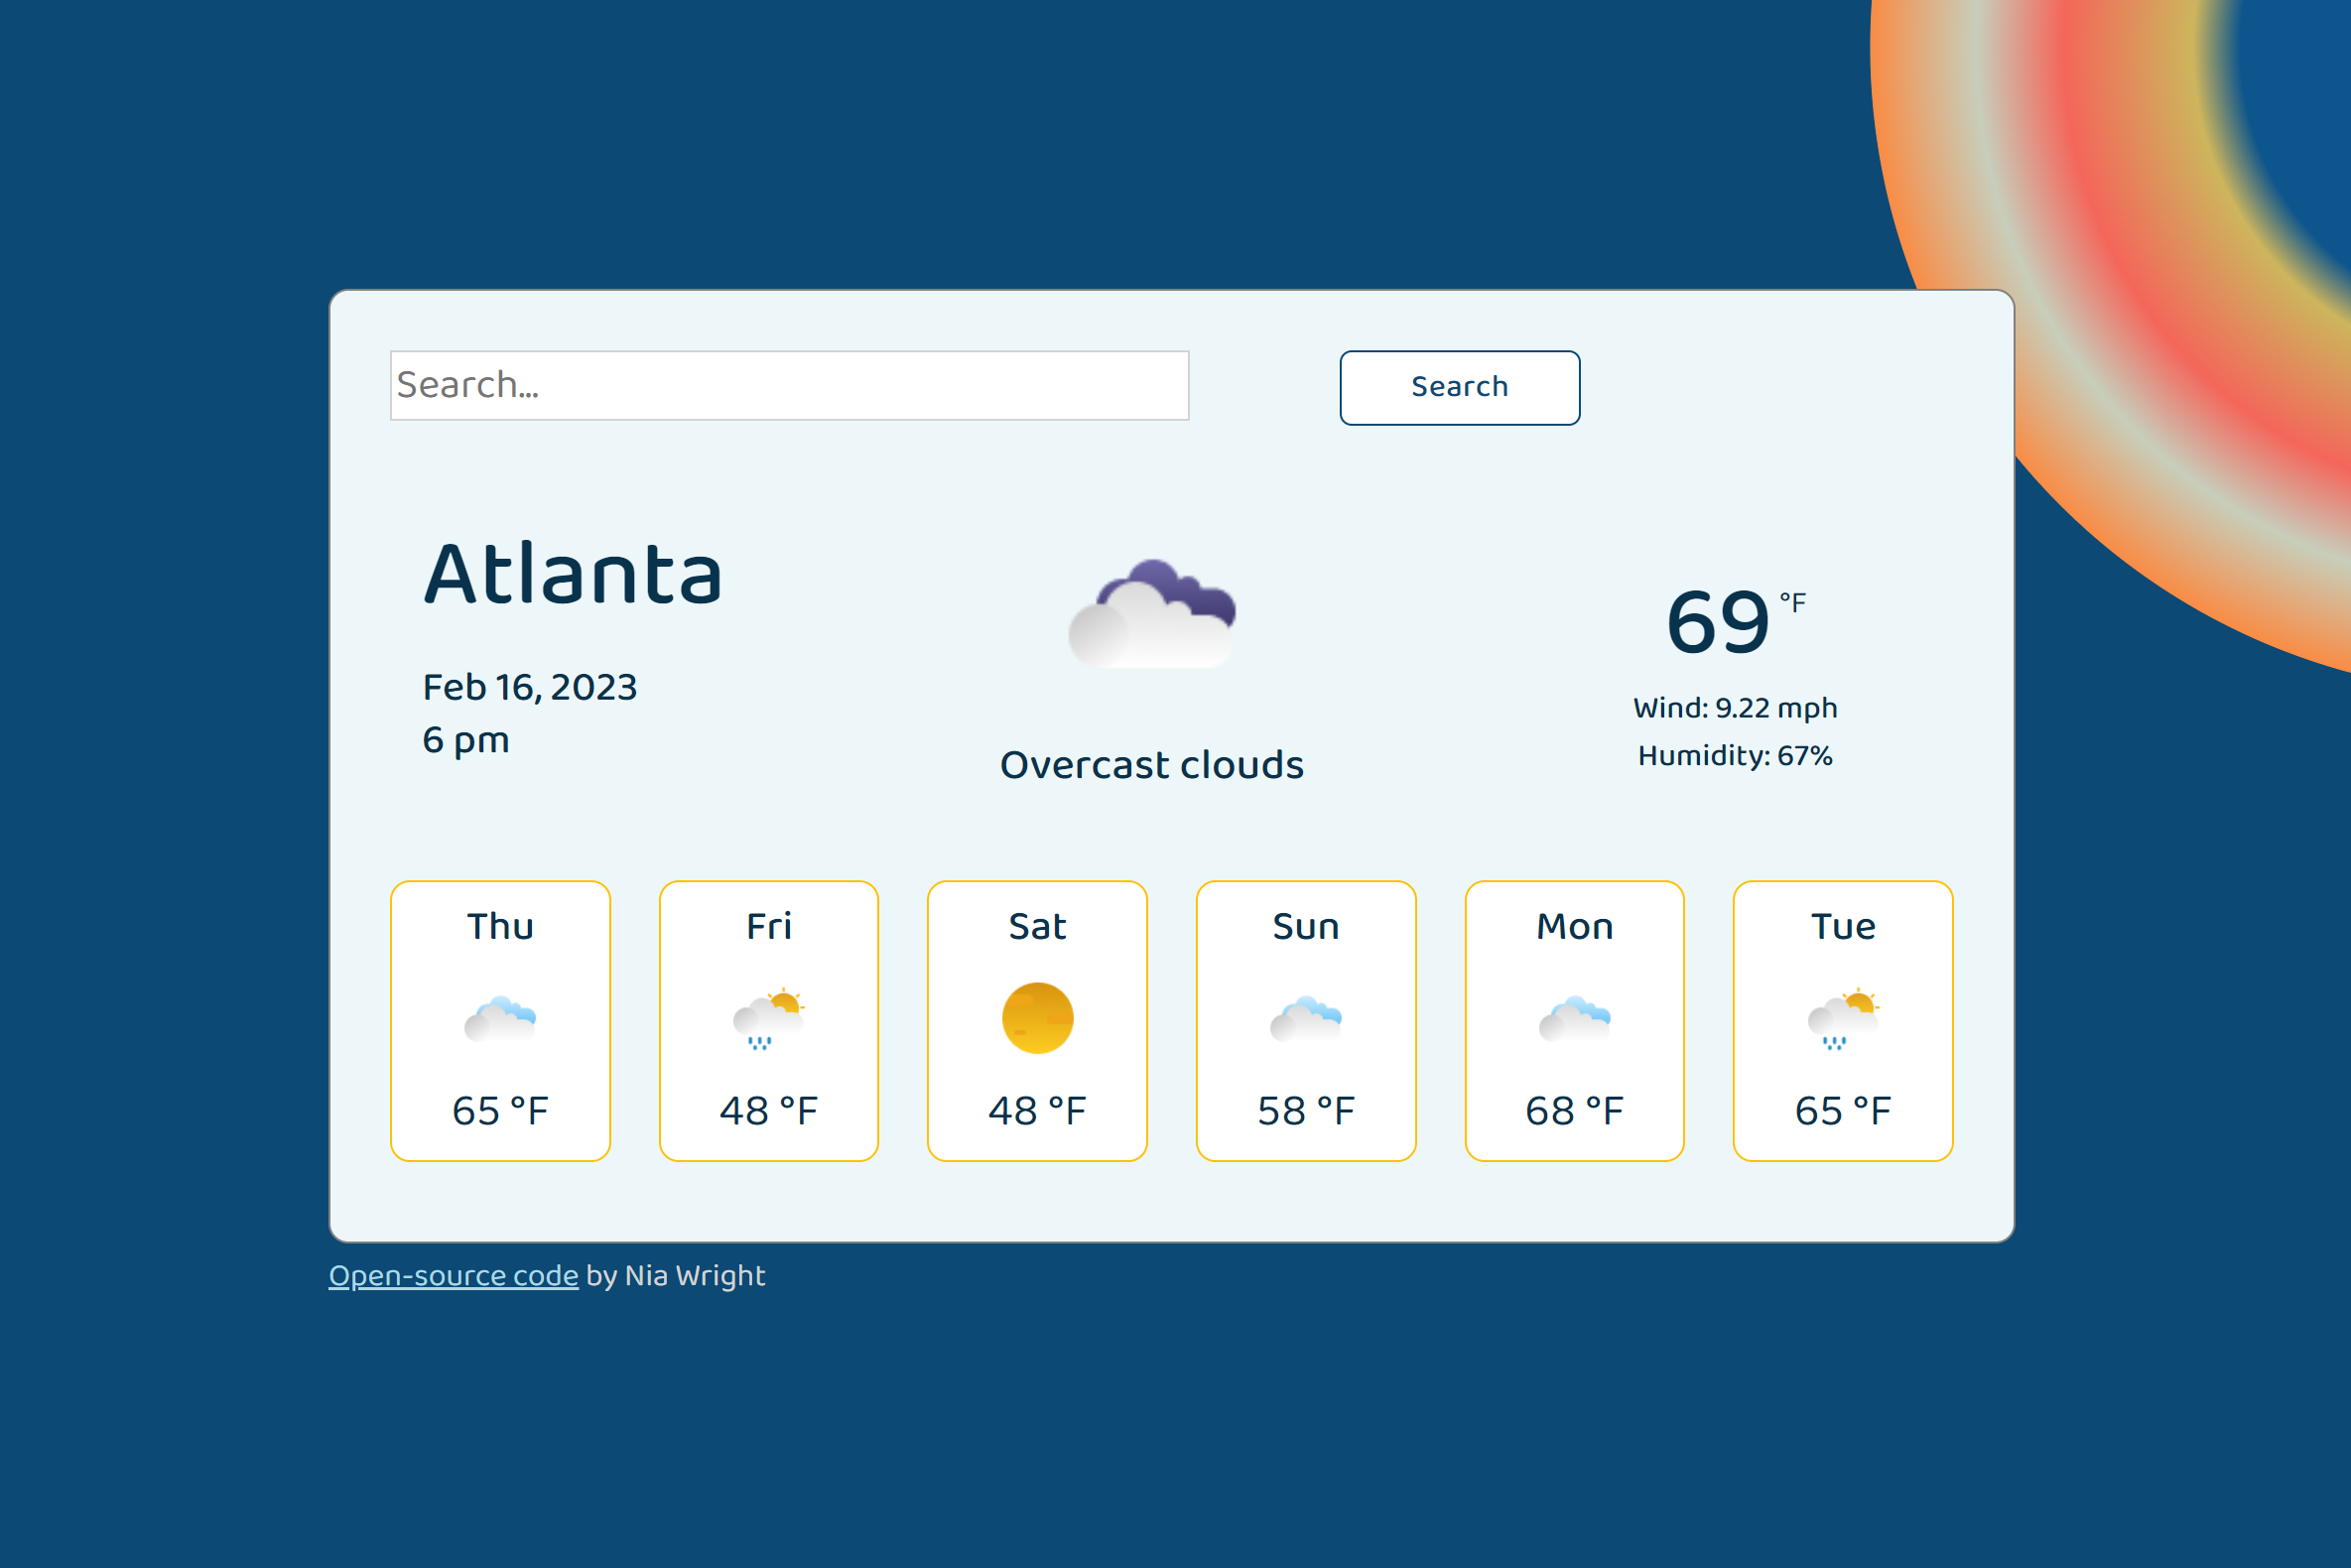 Search...
Search
Atlanta
Feb 16, 2023
6 pm
Overcast clouds
69 °F
Wind: 9.22 mph
Humidity: 67%
Thu
65 °F
Fri
48 °F
Sat
48 °F
Sun
58 °F
Mon
68 °F
Tue
65 °F
Open-source code by Nia Wright